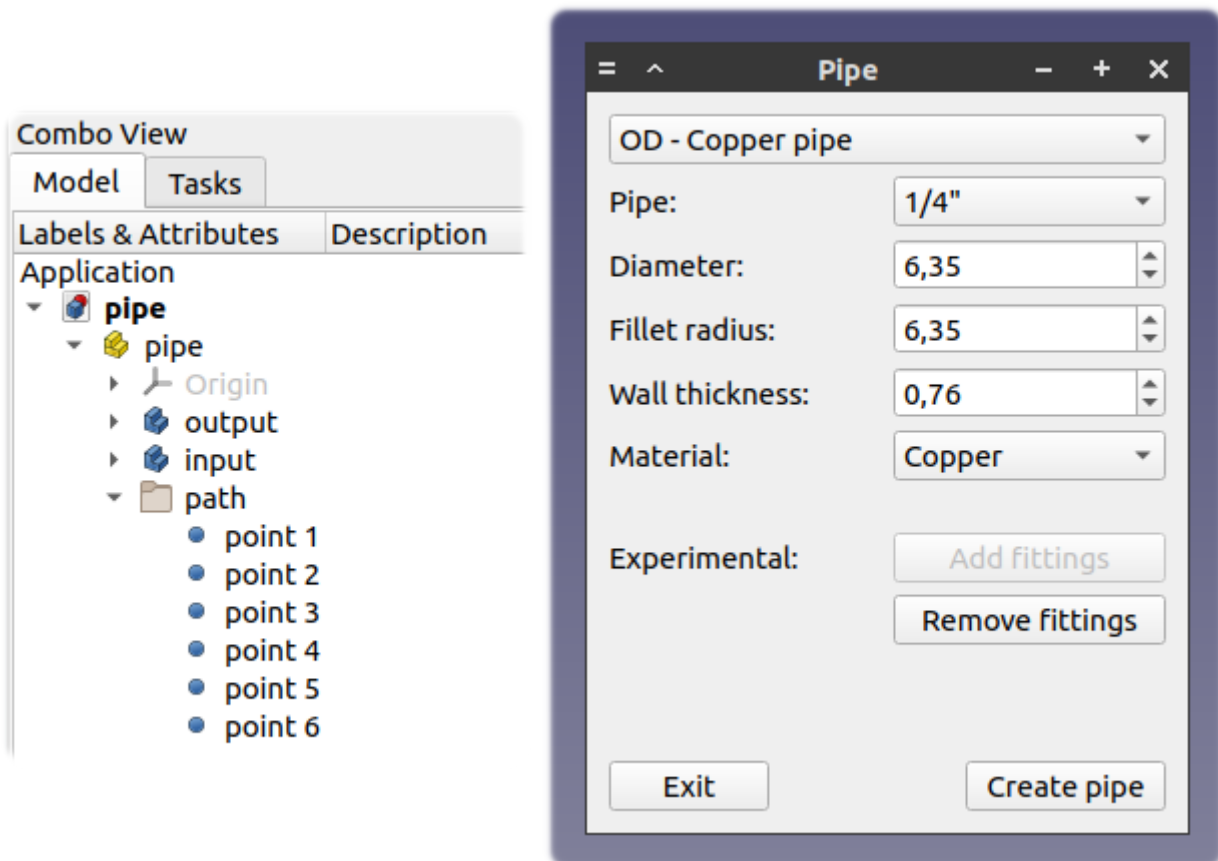 Combo View
Model Tasks
Labels & Attributes Description
Application
pipe
pipe
Origin
output
input
path
point 1
point 2
point 3
point 4
point 5
point 6
Pipe
OD - Copper pipe
Pipe: 1/4"
Diameter: 6,35
Fillet radius: 6,35
Wall thickness: 0,76
Material: Copper
Experimental: Add fittings
Remove fittings
Exit Create pipe